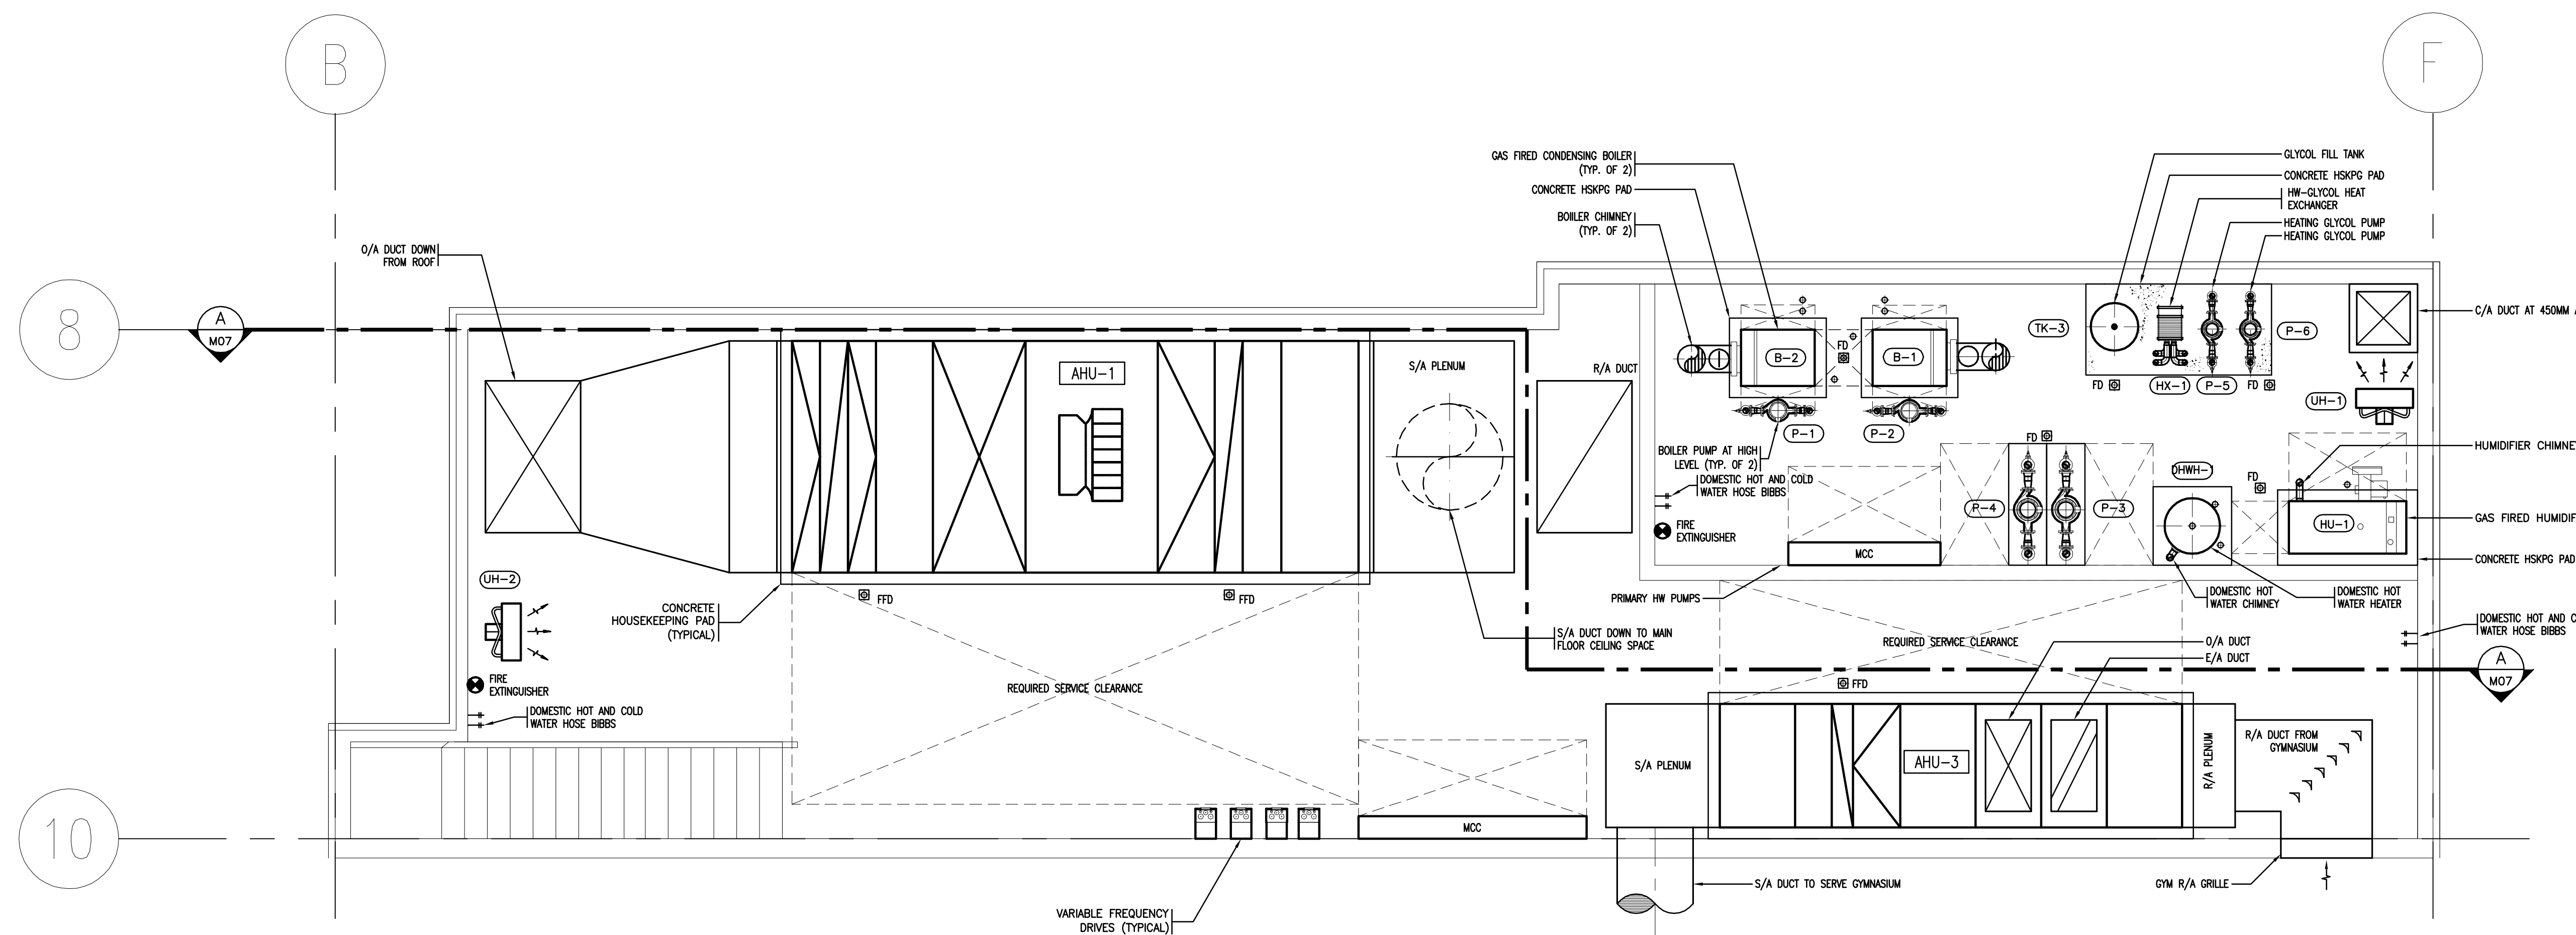 B
F
8
10
A
M07
O/A DUCT DOWN
FROM ROOF
GAS FIRED CONDENSING BOILER
(TYP. OF 2)
CONCRETE HSKPG PAD
BOIILER CHIMNEY
(TYP. OF 2)
GLYCOL FILL TANK
CONCRETE HSKPG PAD
HW-GLYCOL HEAT
EXCHANGER
HEATING GLYCOL PUMP
HEATING GLYCOL PUMP
C/A DUCT AT 450MM
AHU-1
S/A PLENUM
R/A DUCT
B-2
FD
B-1
TK-3
P-6
FD
HX-1
P-5
FD
UH-1
P-1
P-2
BOILER PUMP AT HIGH
LEVEL (TYP. OF 2)
DOMESTIC HOT AND COLD
WATER HOSE BIBBS
FIRE
EXTINGUISHER
FD
P-4
P-3
DHWH-1
FD
HU-1
HUMIDIFIER CHIMNEY
GAS FIRED HUMIDIF
CONCRETE HSKPG PAD
MCC
PRIMARY HW PUMPS
DOMESTIC HOT
WATER CHIMNEY
DOMESTIC HOT
WATER HEATER
DOMESTIC HOT AND C
WATER HOSE BIBBS
UH-2
CONCRETE
HOUSEKEEPING PAD
(TYPICAL)
FFD
FFD
S/A DUCT DOWN TO MAIN
FLOOR CEILING SPACE
REQUIRED SERVICE CLEARANCE
O/A DUCT
E/A DUCT
A
M07
FIRE
EXTINGUISHER
DOMESTIC HOT AND COLD
WATER HOSE BIBBS
REQUIRED SERVICE CLEARANCE
FFD
S/A PLENUM
AHU-3
R/A PLENUM
R/A DUCT FROM
GYMNASIUM
MCC
VARIABLE FREQUENCY
DRIVES (TYPICAL)
S/A DUCT TO SERVE GYMNASIUM
GYM R/A GRILLE